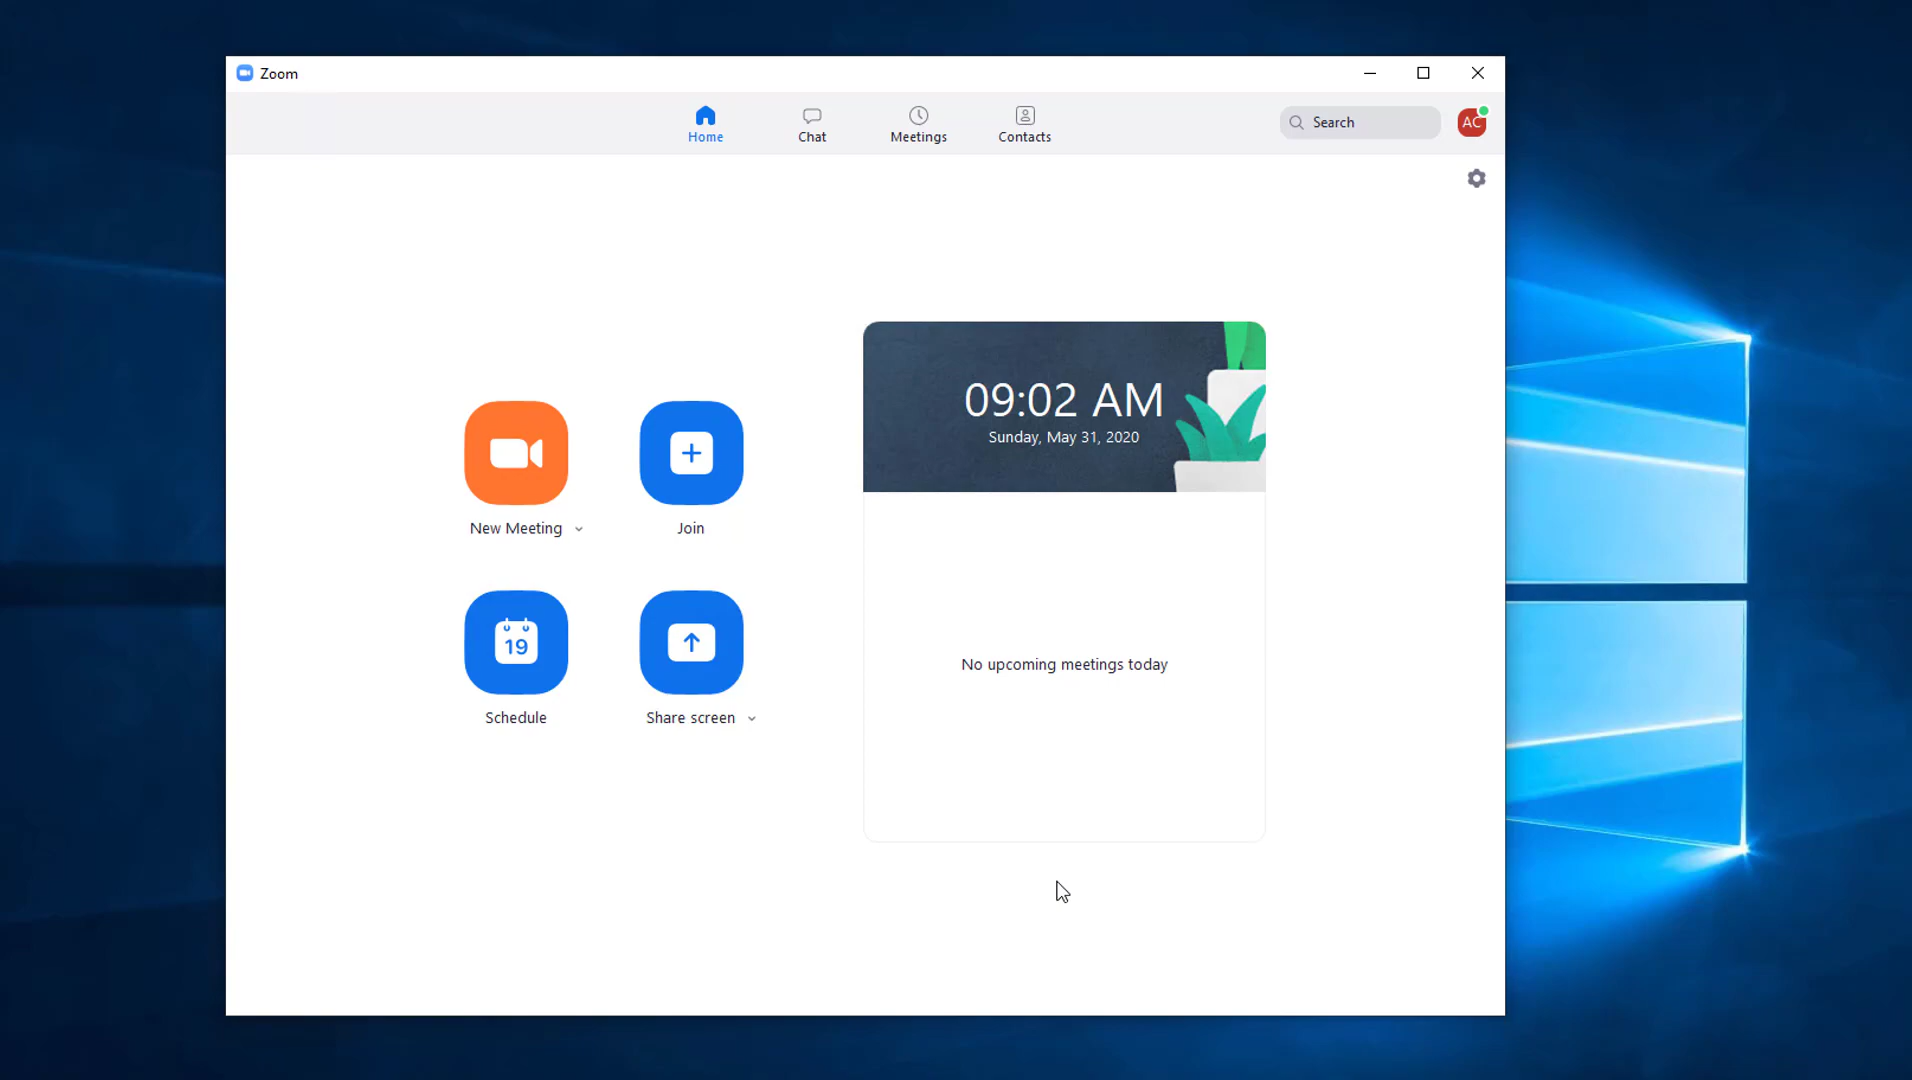 Zoom
Home
Chat
Meetings
Contacts
Search
AC
09:02 AM
Sunday, May 31, 2020
New Meeting
Join
19
Schedule
Share screen
No upcoming meetings today